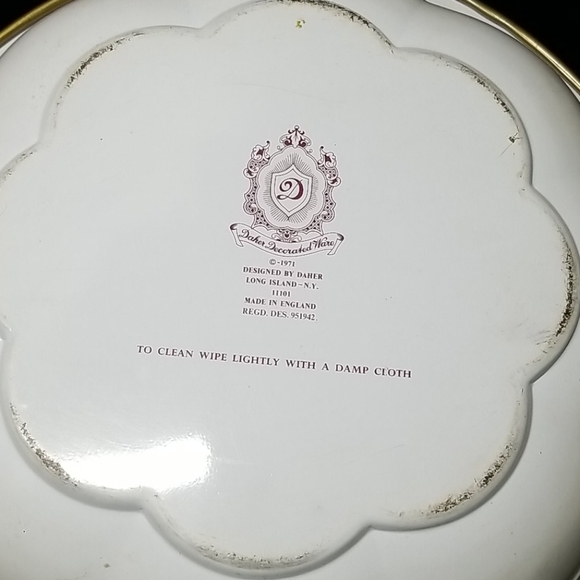 D
Daher Decorated Ware
©-1971
DESIGNED BY DAHER
LONG ISLAND-N.Y.
11101
MADE IN ENGLAND
REGD. DES. 951942.
TO CLEAN WIPE LIGHTLY WITH A DAMP CLOTH